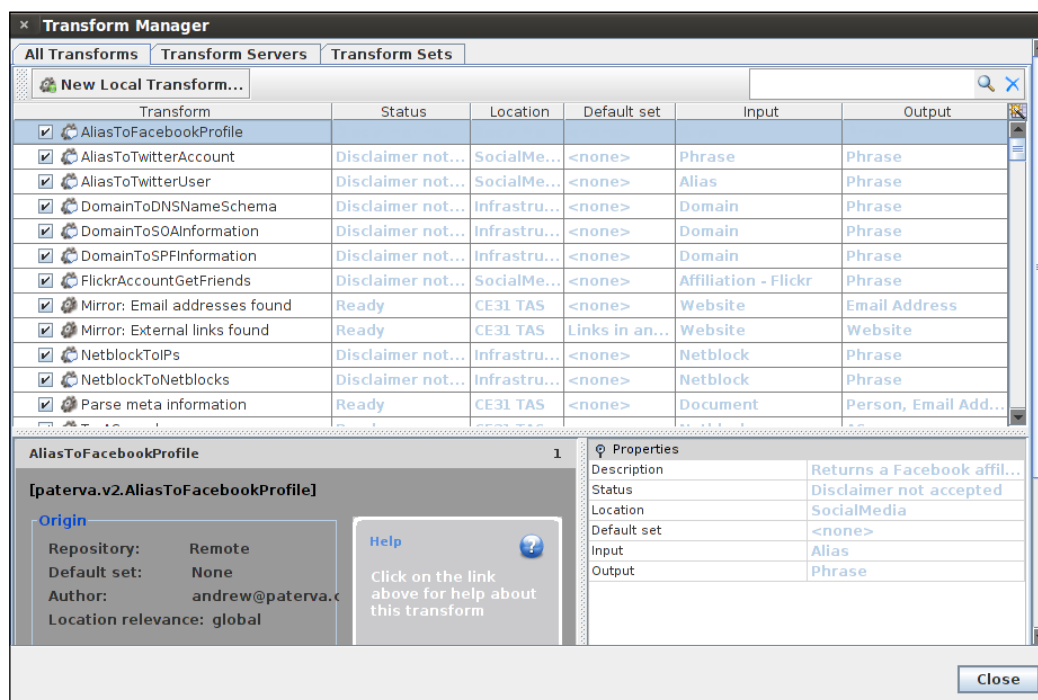 Transform Manager
All Transforms Transform Servers Transform Sets
New Local Transform...
Transform Status Location Default set Input Output
AliasToFacebookProfile
AliasToTwitterAccount Disclaimer not... SocialMe... <none> Phrase Phrase
AliasToTwitterUser Disclaimer not... SocialMe... <none> Alias Phrase
DomainToDNSNameSchema Disclaimer not... Infrastru... <none> Domain Phrase
DomainToSOAInformation Disclaimer not... Infrastru... <none> Domain Phrase
DomainToSPFInformation Disclaimer not... Infrastru... <none> Domain Phrase
FlickrAccountGetFriends Disclaimer not... SocialMe... <none> Affiliation - Flickr Phrase
Mirror: Email addresses found Ready CE31 TAS <none> Website Email Address
Mirror: External links found Ready CE31 TAS Links in an... Website Website
NetblockToIPs Disclaimer not... Infrastru... <none> Netblock Phrase
NetblockToNetblocks Disclaimer not... Infrastru... <none> Netblock Phrase
Parse meta information Ready CE31 TAS <none> Document Person, Email Add...
AliasToFacebookProfile 1
[paterva.v2.AliasToFacebookProfile]
Origin
Repository: Remote
Default set: None
Author: andrew@paterva.c
Location relevance: global
Help
Click on the link
above for help about
this transform
Properties
Description Returns a Facebook affil...
Status Disclaimer not accepted
Location SocialMedia
Default set <none>
Input Alias
Output Phrase
Close